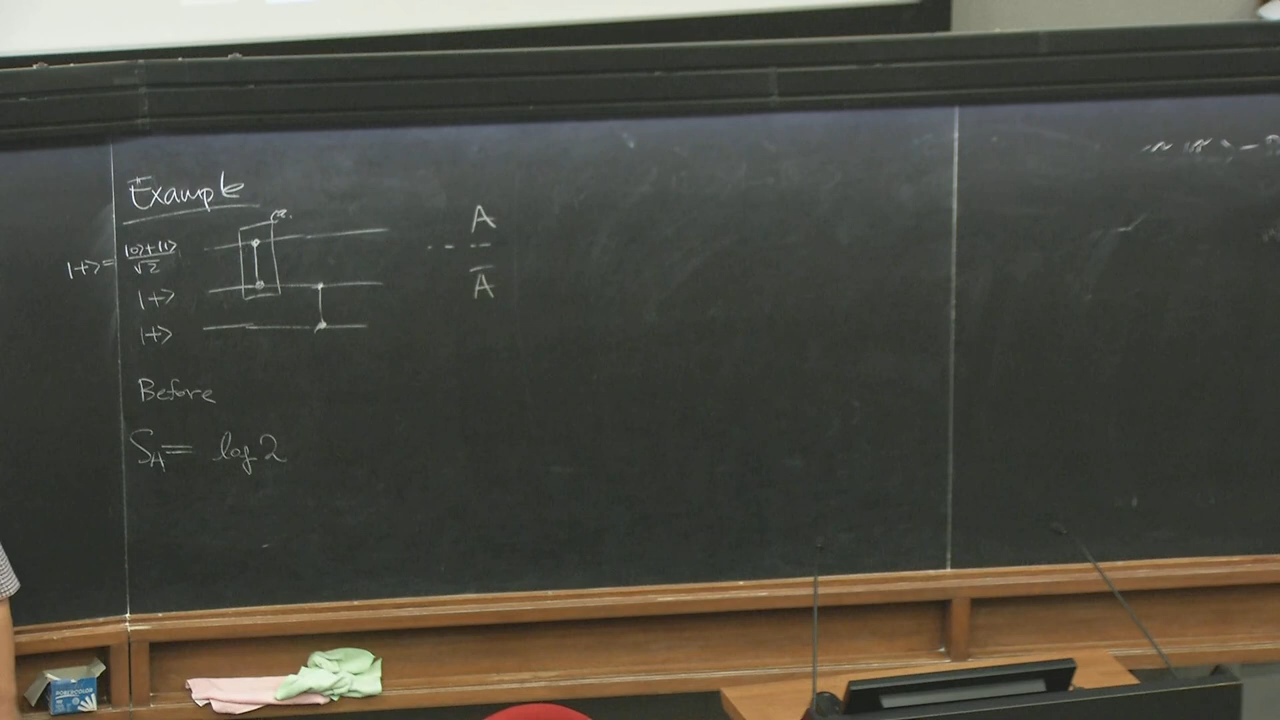 Example
|+>= |0>+|1>/√2
A
|+>
Ā
|+>
Before
S_A = log 2